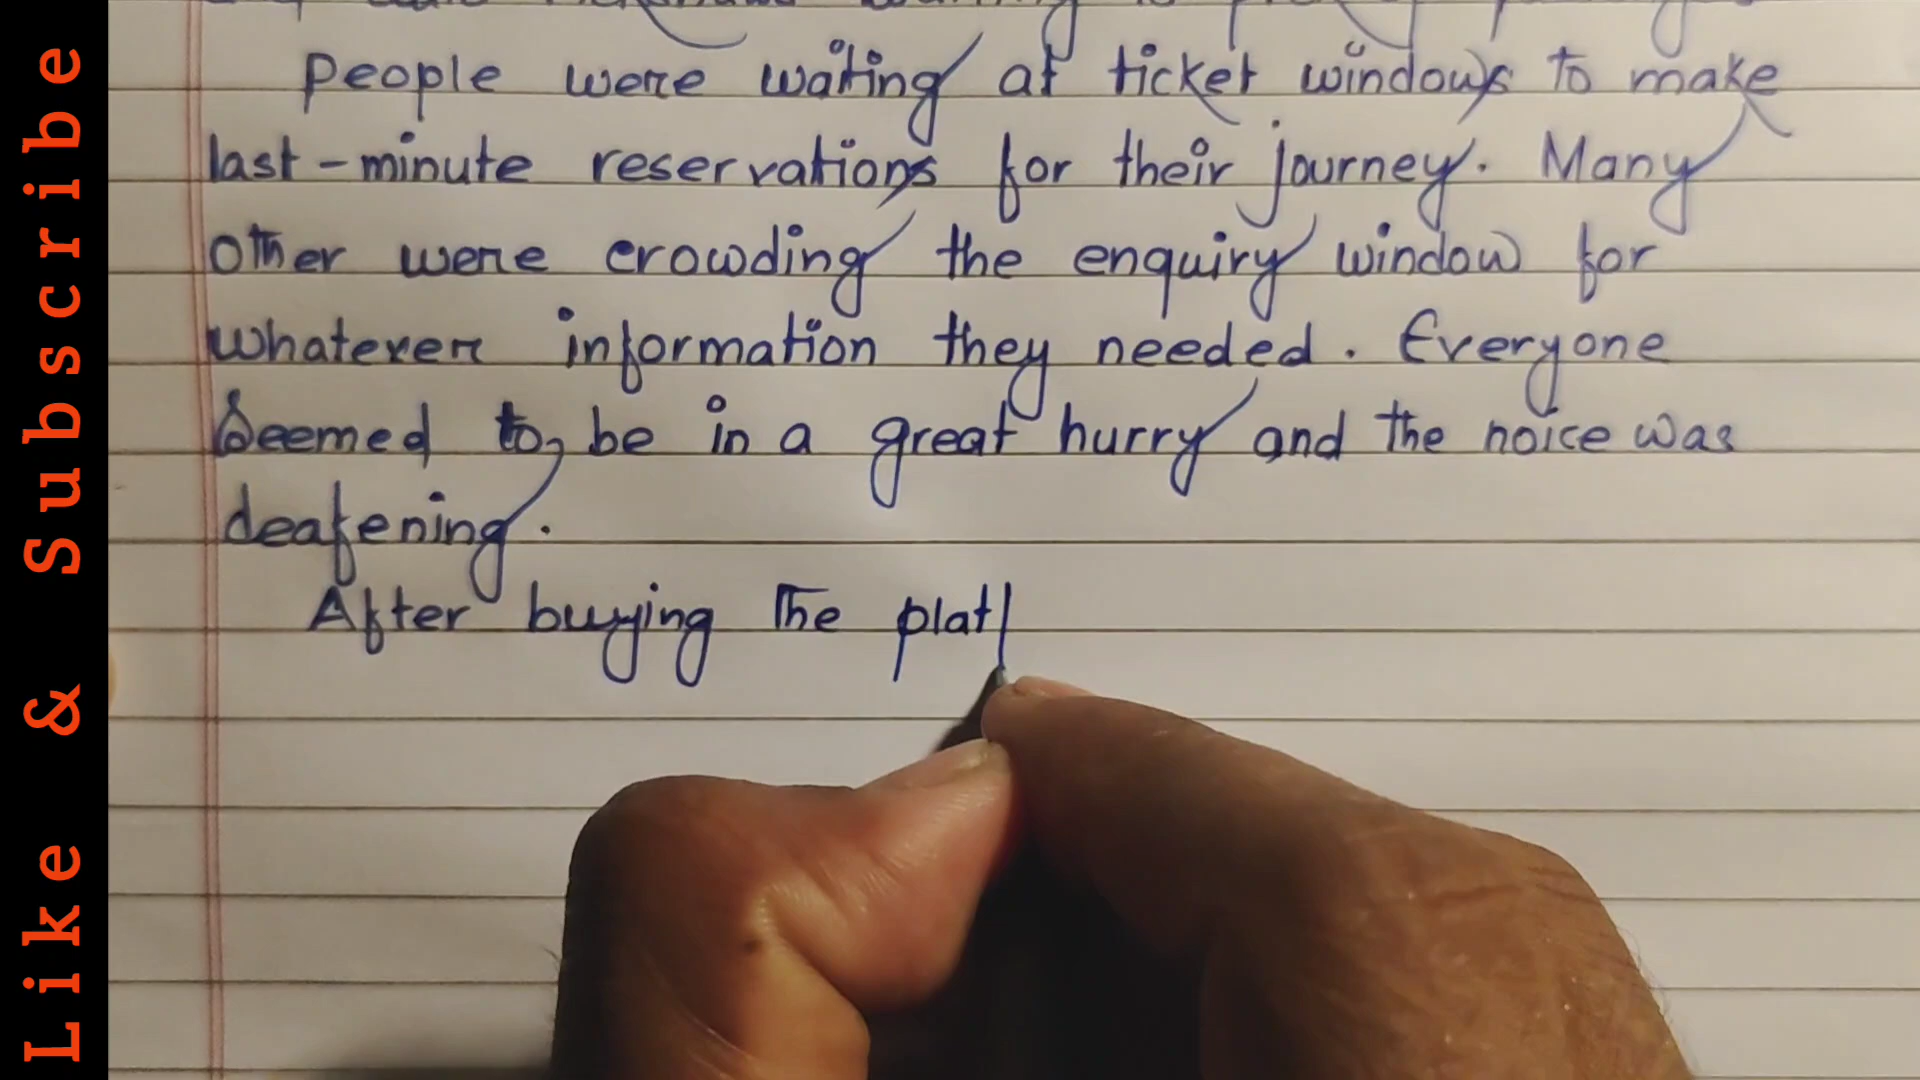 People were waiting at ticket windows to make
last-minute reservations for their journey. Many
other were crowding the enquiry window for
whatever information they needed. Everyone
Seemed to be in a great hurry and the noice was
deafening.
After buying the plat
Like & Subscribe